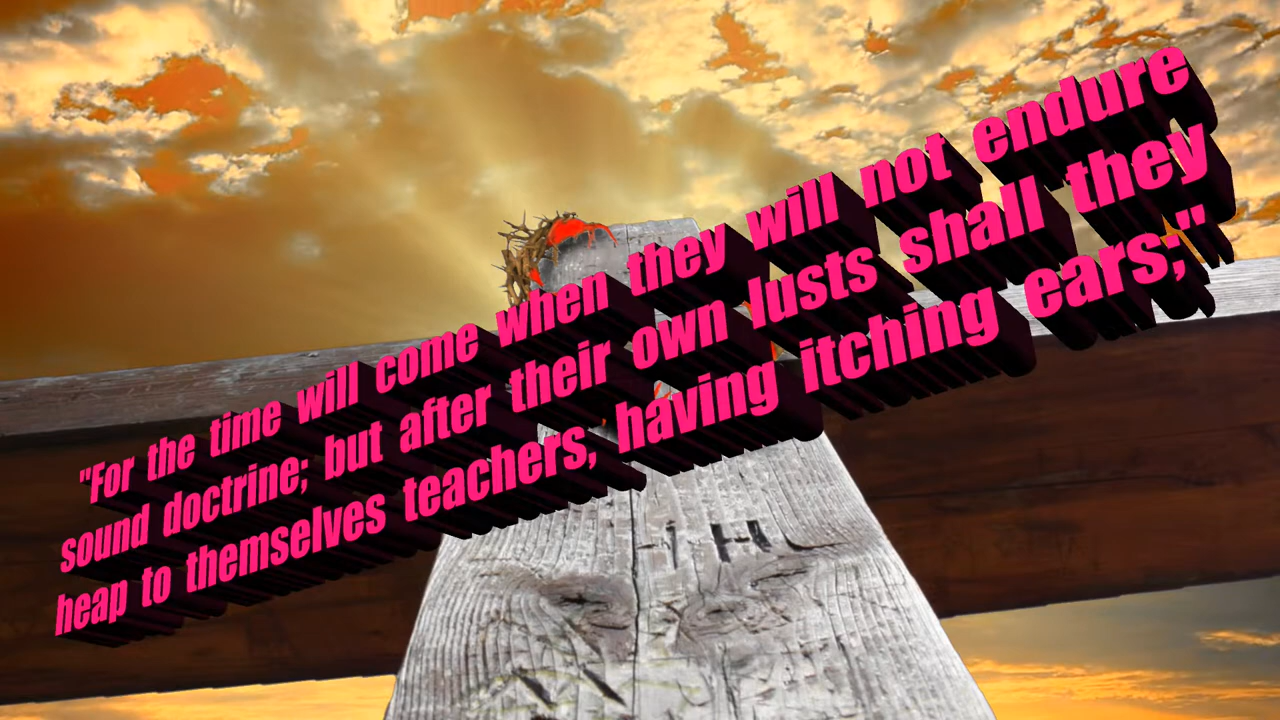 "For the time will come when they will not endure
sound doctrine; but after their own lusts shall they
heap to themselves teachers, having itching ears;"